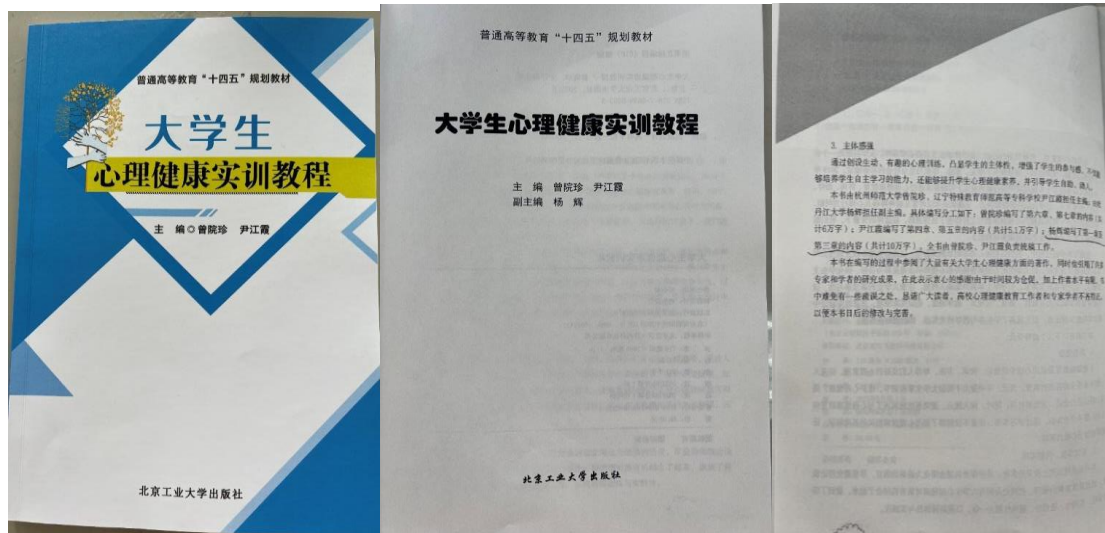 普通高等教育“十四五”规划教材
大学生
心理健康实训教程
主 编◎曾院珍 尹江霞
北京工业大学出版社
普通高等教育“十四五”规划教材
大学生心理健康实训教程
主 编 曾院珍 尹江霞
副主编 杨 辉
北京工业大学出版社
3. 主体感强
通过创设生动、有趣的心理训练，凸显学生的主体性，增强了学生的参与感，不仅能
够培养学生自主学习的能力，还能够提升学生心理健康素养，并引导学生自助、助人。
本书由杭州师范大学曾院珍、辽宁特殊教育师范高等专科学校尹江霞担任主编，
丹江大学杨辉担任副主编。具体编写分工如下：曾院珍编写了第六章、第七章的内容（共
计6万字）；尹江霞编写了第四章、第五章的内容（共计5.1万字）；杨辉编写了第一章至
第三章的内容（共计10万字）。全书由曾院珍、尹江霞负责统稿工作。
本书在编写的过程中参阅了大量有关大学生心理健康方面的著作，同时也引用了许多
专家和学者的研究成果，在此表示衷心的感谢！由于时间较为仓促，加上作者水平有限，书
中难免有一些疏误之处，恳请广大读者、高校心理健康教育工作者和专家学者不吝指正，
以便本书日后的修改与完善。